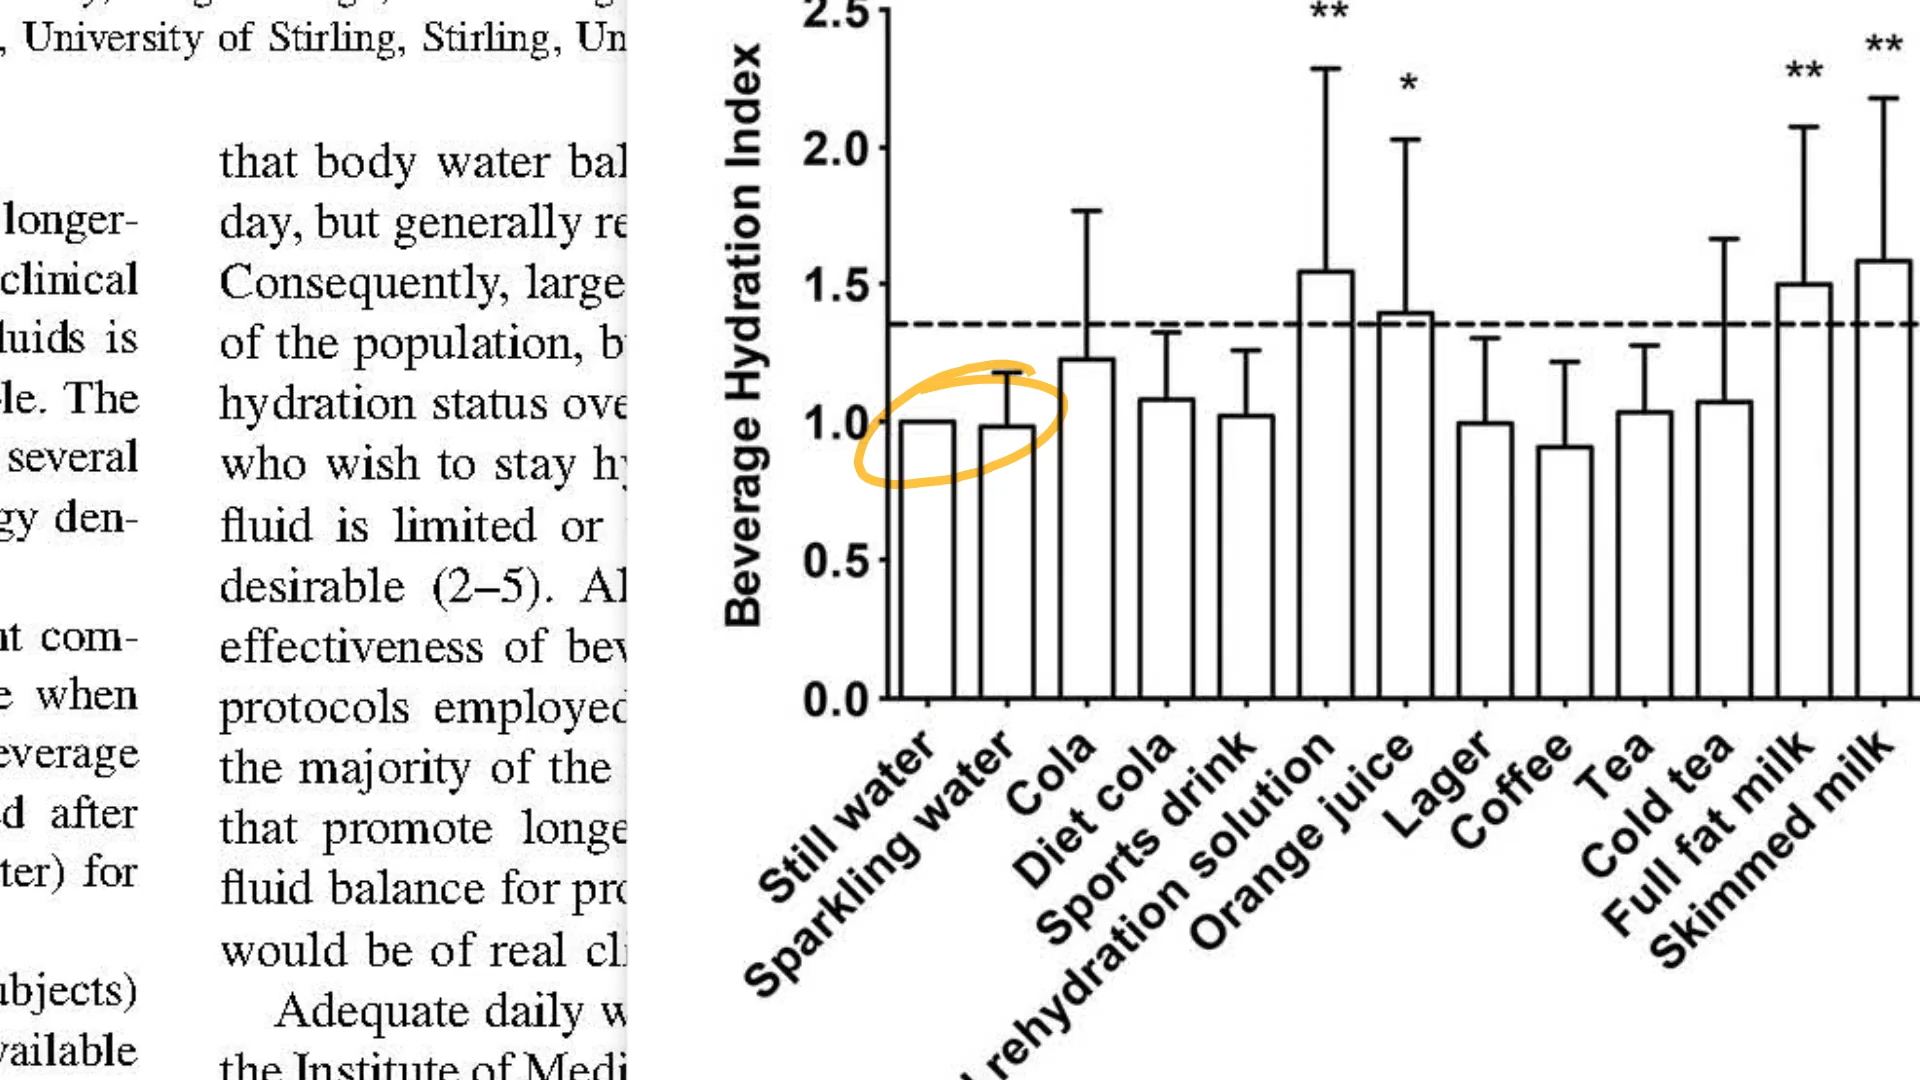 , University of Stirling, Stirling, Un
longer-
clinical
luids is
le. The
several
gy den-
nt com-
e when
everage
d after
ter) for
ubjects)
vailable
that body water bal
day, but generally re
Consequently, large
of the population, b
hydration status ove
who wish to stay hy
fluid is limited or
desirable (2–5). Al
effectiveness of bev
protocols employed
the majority of the
that promote longe
fluid balance for pro
would be of real cli
Adequate daily w
the Institute of Medi
Beverage Hydration Index
2.5
2.0
1.5
1.0
0.5
0.0
**
*
**
**
Still water
Sparkling water
Cola
Diet cola
Sports drink
l rehydration solution
Orange juice
Lager
Coffee
Tea
Cold tea
Full fat milk
Skimmed milk